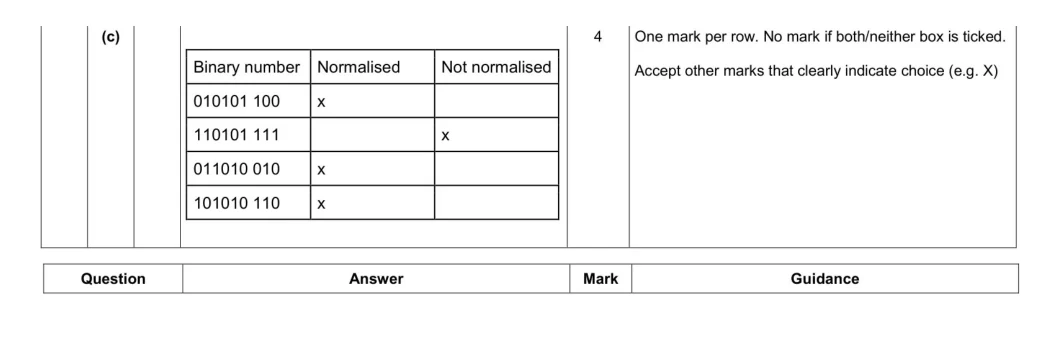 (c) 4 One mark per row. No mark if both/neither box is ticked.
Binary number Normalised Not normalised Accept other marks that clearly indicate choice (e.g. X)
010101 100 x
110101 111 x
011010 010 x
101010 110 x
Question Answer Mark Guidance